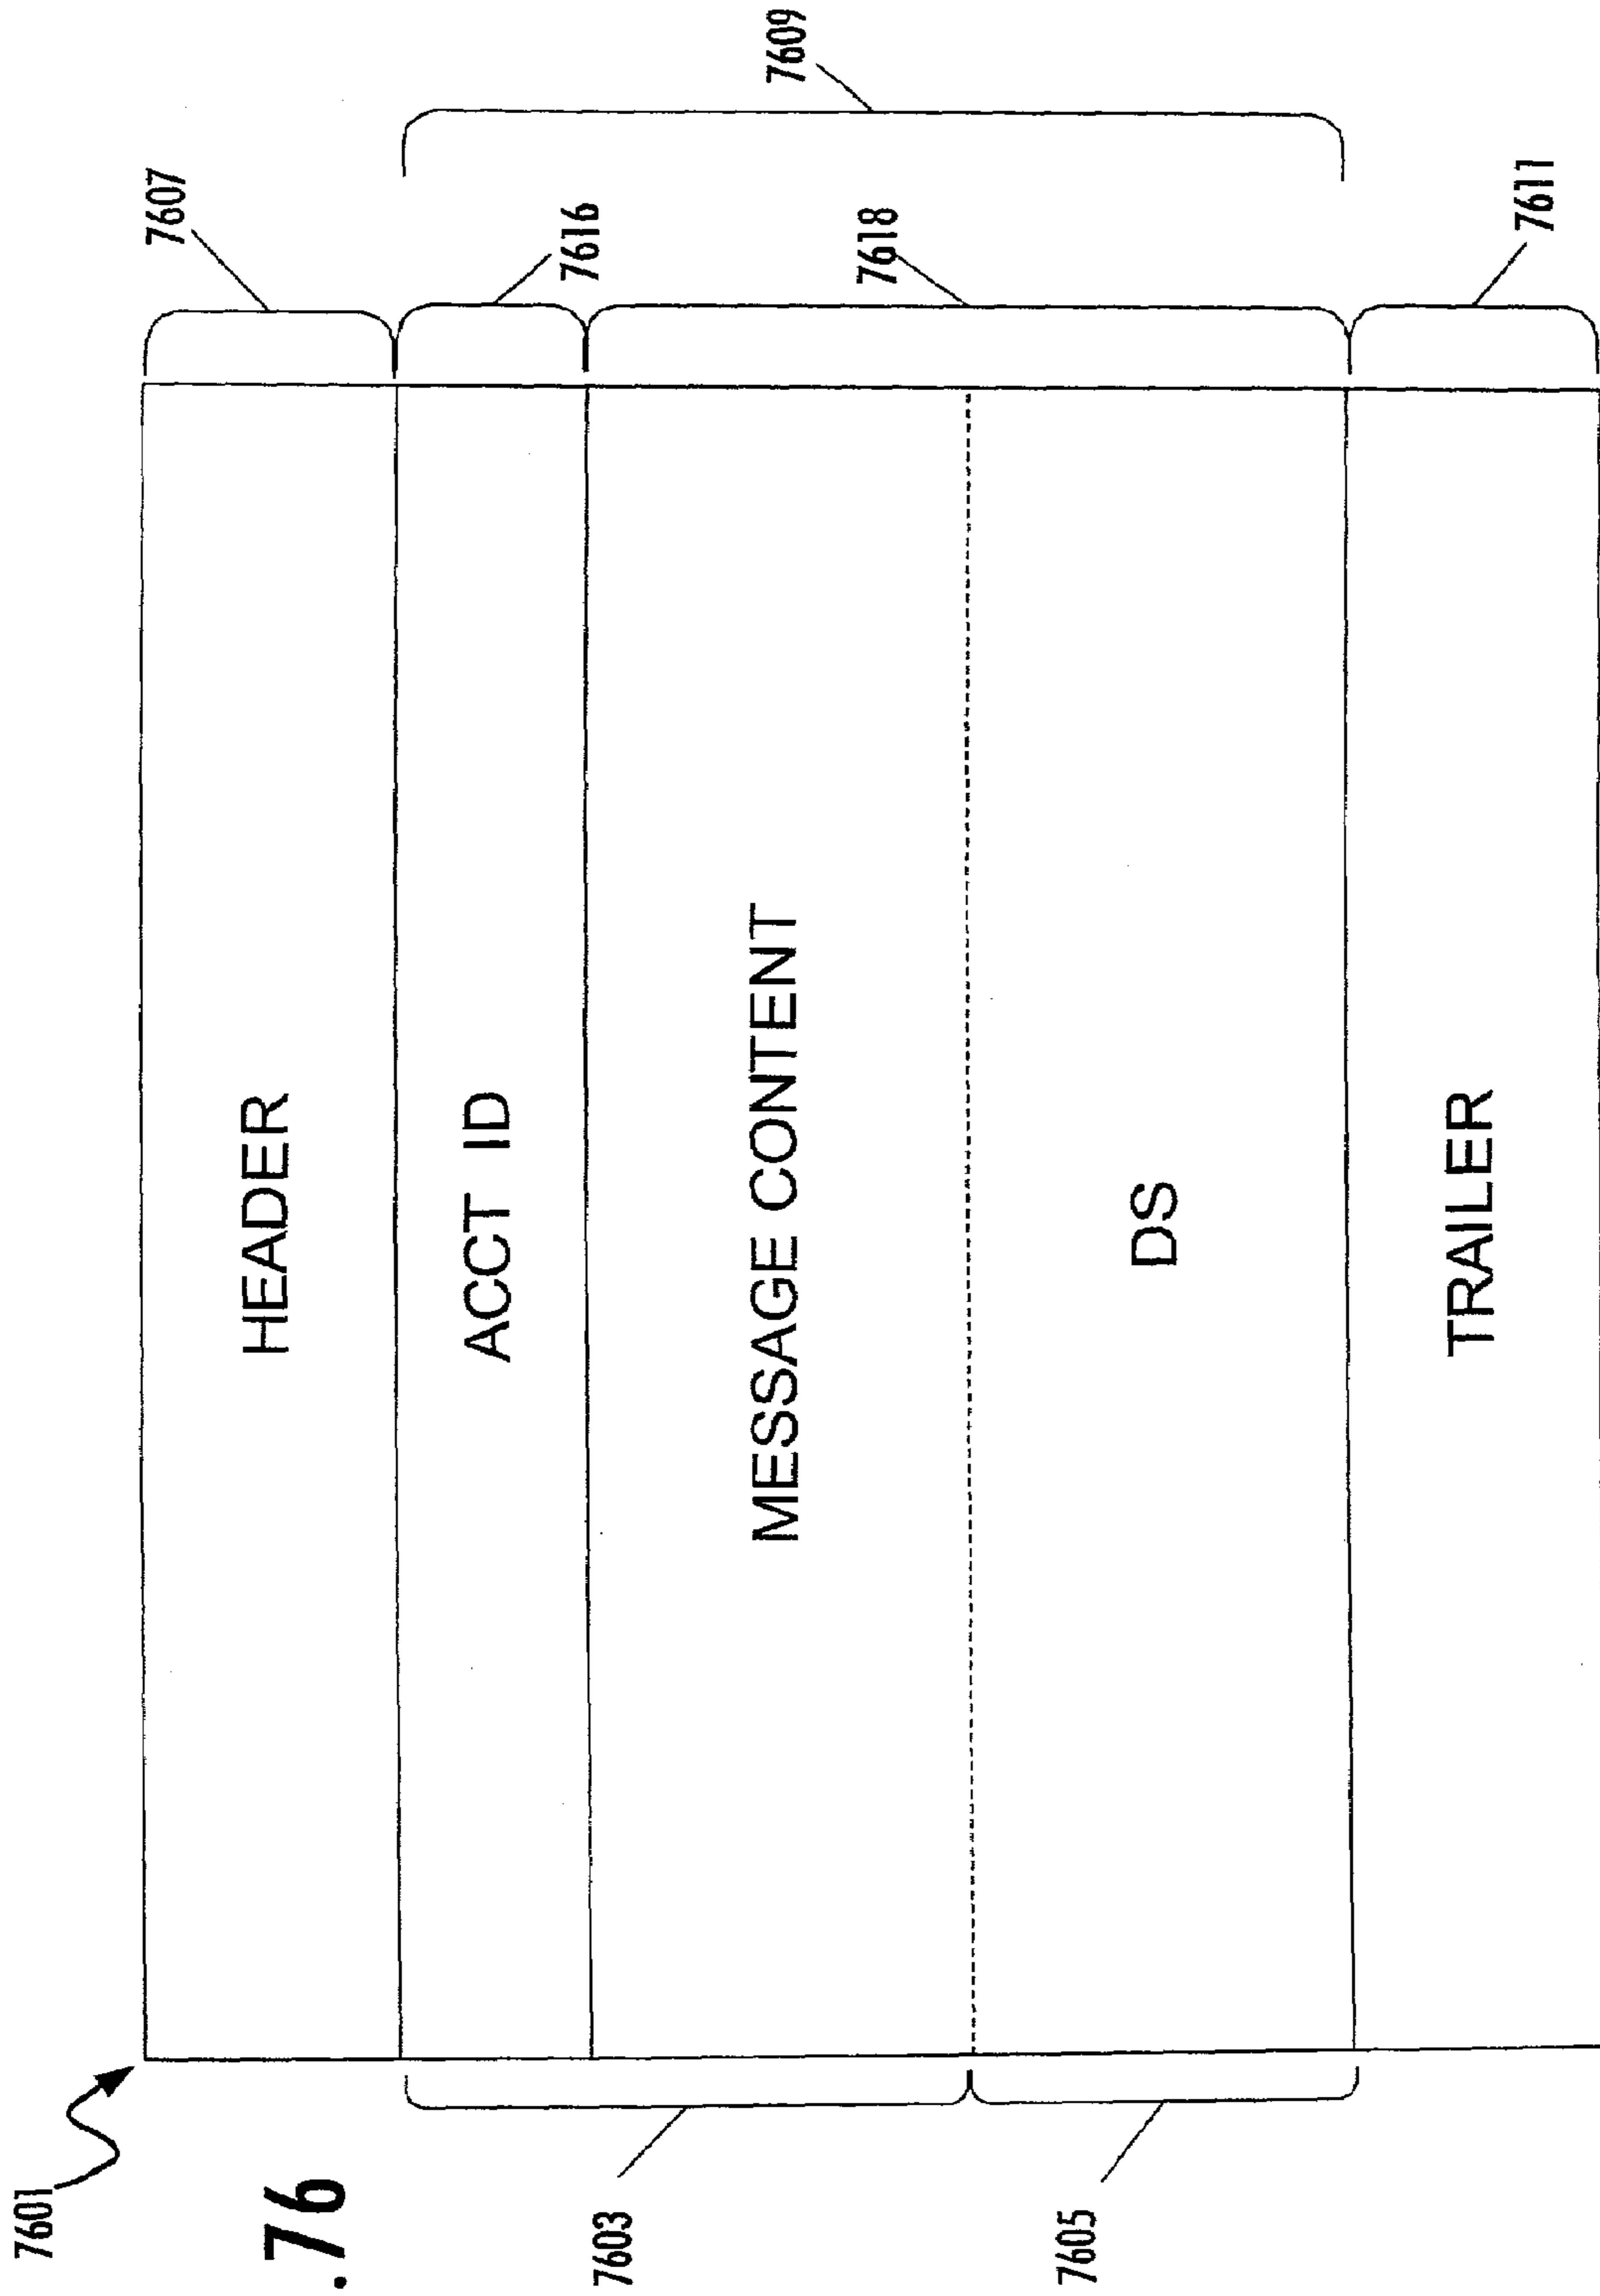 7601
.76
7603
7605
HEADER
ACCT ID
MESSAGE CONTENT
DS
TRAILER
7607
7616
7618
7609
7611